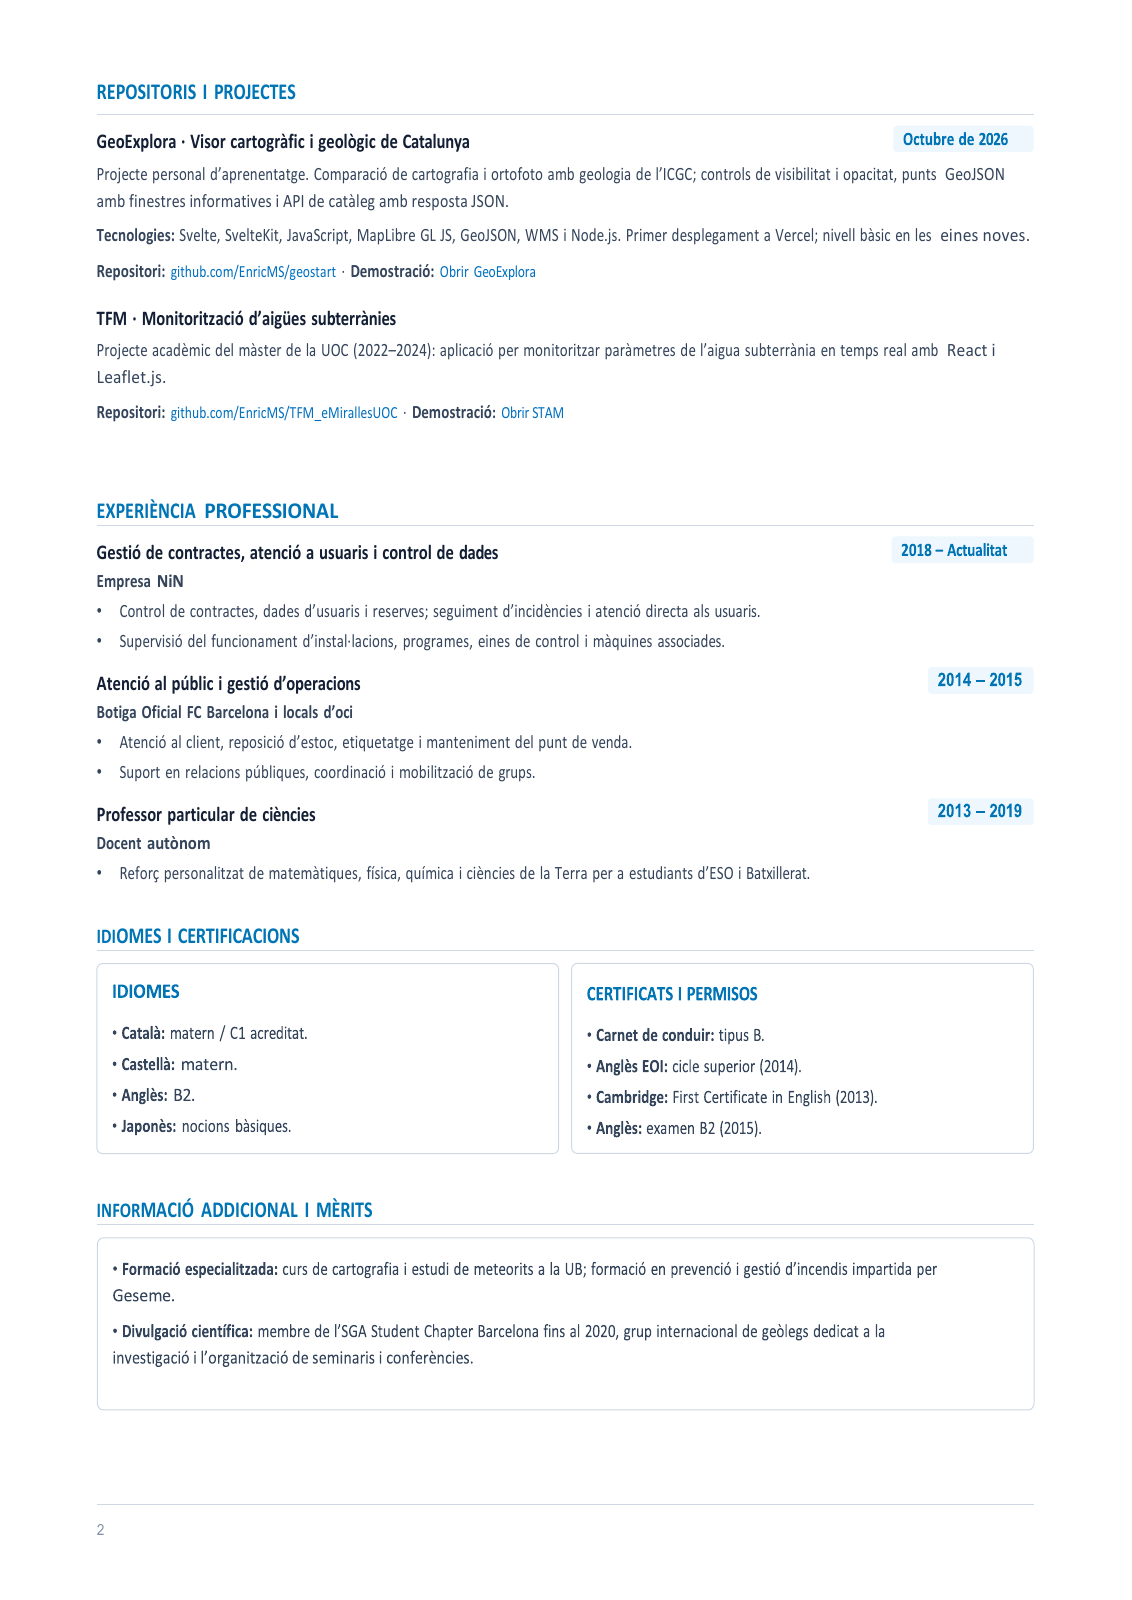 REPOSITORIS I PROJECTES
GeoExplora · Visor cartogràfic i geològic de Catalunya
Octubre de 2026
Projecte personal d’aprenentatge. Comparació de cartografia i ortofoto amb geologia de l’ICGC; controls de visibilitat i opacitat, punts GeoJSON
amb finestres informatives i API de catàleg amb resposta JSON.
Tecnologies: Svelte, SvelteKit, JavaScript, MapLibre GL JS, GeoJSON, WMS i Node.js. Primer desplegament a Vercel; nivell bàsic en les eines noves.
Repositori: github.com/EnricMS/geostart · Demostració: Obrir GeoExplora
TFM · Monitorització d’aigües subterrànies
Projecte acadèmic del màster de la UOC (2022–2024): aplicació per monitoritzar paràmetres de l’aigua subterrània en temps real amb React i
Leaflet.js.
Repositori: github.com/EnricMS/TFM_eMirallesUOC · Demostració: Obrir STAM
EXPERIÈNCIA PROFESSIONAL
Gestió de contractes, atenció a usuaris i control de dades
2018 – Actualitat
Empresa NiN
• Control de contractes, dades d’usuaris i reserves; seguiment d’incidències i atenció directa als usuaris.
• Supervisió del funcionament d’instal·lacions, programes, eines de control i màquines associades.
Atenció al públic i gestió d’operacions
2014 – 2015
Botiga Oficial FC Barcelona i locals d’oci
• Atenció al client, reposició d’estoc, etiquetatge i manteniment del punt de venda.
• Suport en relacions públiques, coordinació i mobilització de grups.
Professor particular de ciències
2013 – 2019
Docent autònom
• Reforç personalitzat de matemàtiques, física, química i ciències de la Terra per a estudiants d’ESO i Batxillerat.
IDIOMES I CERTIFICACIONS
IDIOMES
• Català: matern / C1 acreditat.
• Castellà: matern.
• Anglès: B2.
• Japonès: nocions bàsiques.
CERTIFICATS I PERMISOS
• Carnet de conduir: tipus B.
• Anglès EOI: cicle superior (2014).
• Cambridge: First Certificate in English (2013).
• Anglès: examen B2 (2015).
INFORMACIÓ ADDICIONAL I MÈRITS
• Formació especialitzada: curs de cartografia i estudi de meteorits a la UB; formació en prevenció i gestió d’incendis impartida per
Geseme.
• Divulgació científica: membre de l’SGA Student Chapter Barcelona fins al 2020, grup internacional de geòlegs dedicat a la
investigació i l’organització de seminaris i conferències.
2